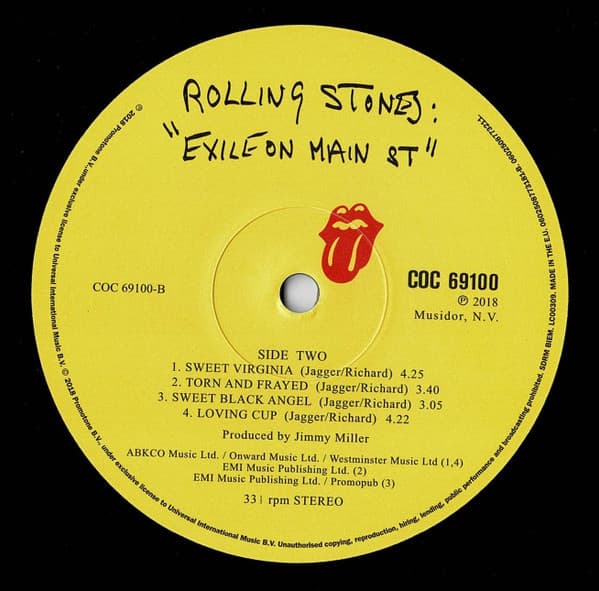 ROLLING STONES:
"EXILE ON MAIN ST"
COC 69100-B
COC 69100
℗ 2018
Musidor, N.V.
SIDE TWO
1. SWEET VIRGINIA (Jagger/Richard) 4.25
2. TORN AND FRAYED (Jagger/Richard) 3.40
3. SWEET BLACK ANGEL (Jagger/Richard) 3.05
4. LOVING CUP (Jagger/Richard) 4.22
Produced by Jimmy Miller
ABKCO Music Ltd. / Onward Music Ltd. / Westminster Music Ltd (1,4)
EMI Music Publishing Ltd. (2)
EMI Music Publishing Ltd. / Promopub (3)
33⅓ rpm STEREO
℗ 2018 Promotone B.V. under exclusive license to Universal International Music B.V. © 2018 Promotone B.V., under exclusive license to Universal International Music B.V. Unauthorised copying, reproduction, hiring, lending, public performance and broadcasting prohibited. SDRM BIEM. LC00309. MADE IN THE E.U. 0602508773181-B. 0602508773211.